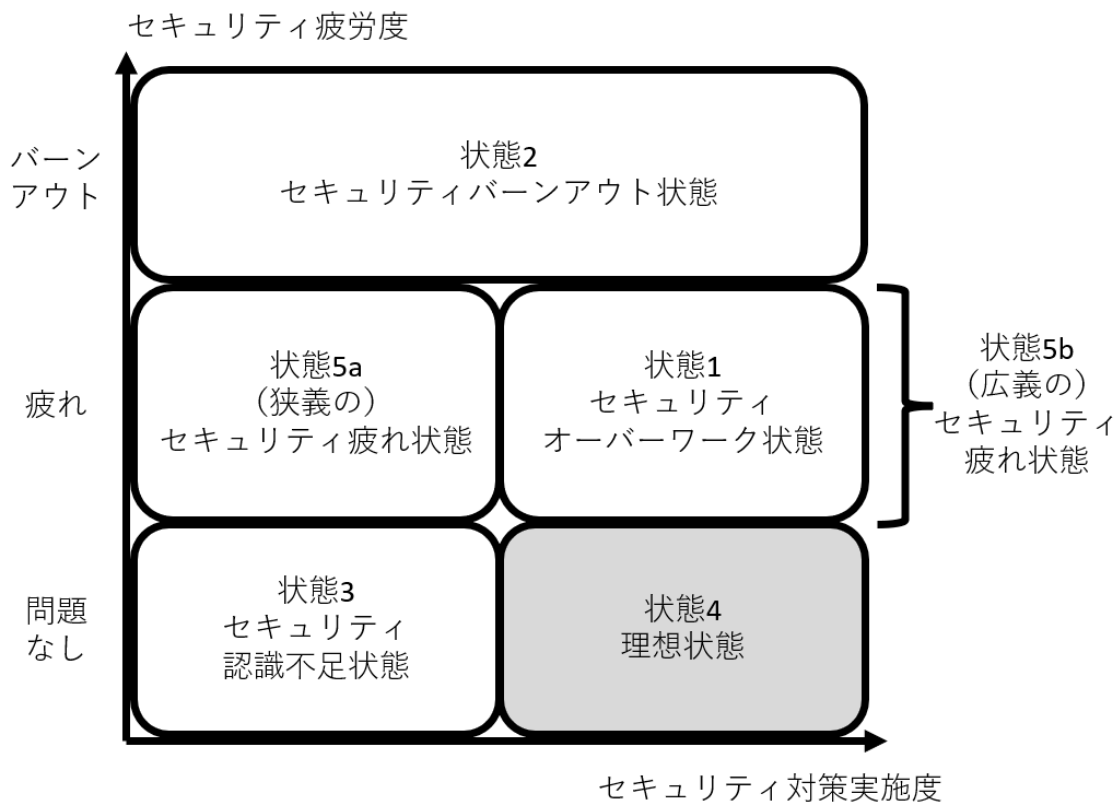 セキュリティ疲労度
バーン
アウト
状態2
セキュリティバーンアウト状態
疲れ
状態5a
（狭義の）
セキュリティ疲れ状態
状態1
セキュリティ
オーバーワーク状態
状態5b
（広義の）
セキュリティ
疲れ状態
問題
なし
状態3
セキュリティ
認識不足状態
状態4
理想状態
セキュリティ対策実施度